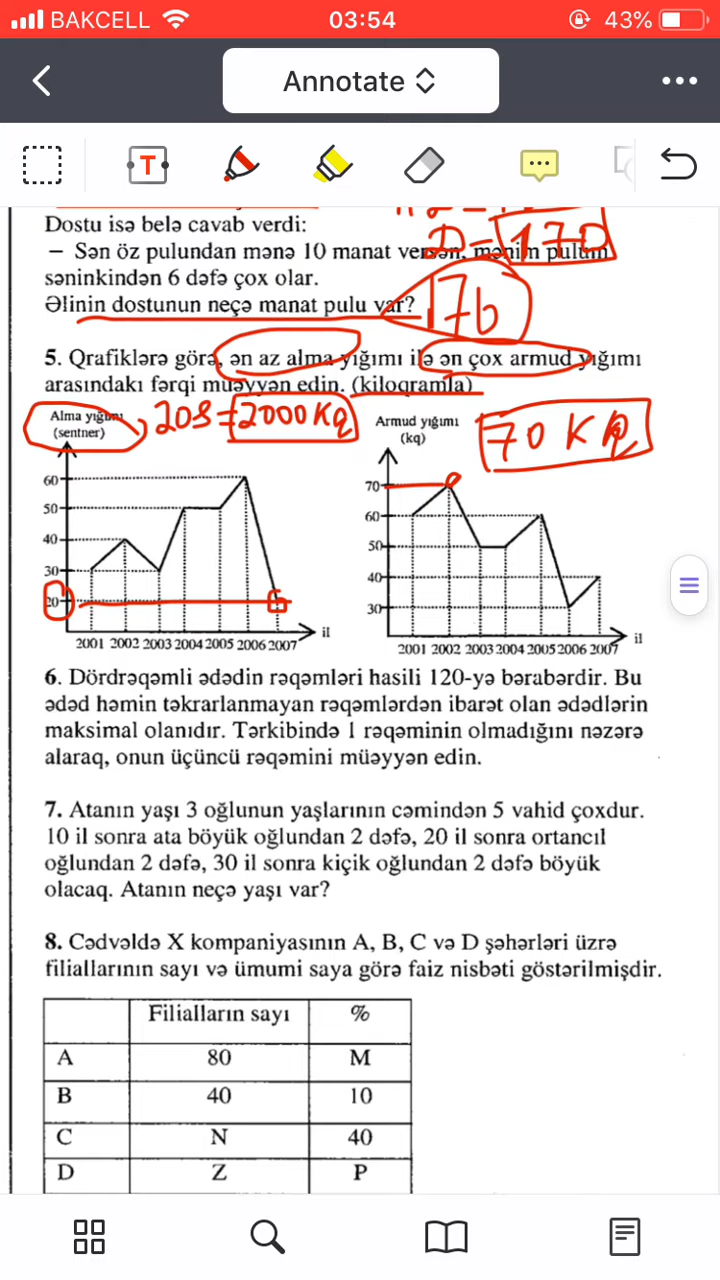 BAKCELL 03:54 43%
Annotate
T
D=170
Dostu isə belə cavab verdi:
– Sən öz pulundan mənə 10 manat versən, mənim pulum
səninkindən 6 dəfə çox olar.
Əlinin dostunun neçə manat pulu var?
176
5. Qrafiklərə görə, ən az alma yığımı ilə ən çox armud yığımı
arasındakı fərqi müəyyən edin. (kiloqramla)
Alma yığımı
(sentner)
20S=2000 Kq
Armud yığımı
(kq)
70 Kq
60
50
40
30
20
2001 2002 2003 2004 2005 2006 2007
il
70
60
50
40
30
2001 2002 2003 2004 2005 2006 2007
il
6. Dördrəqəmli ədədin rəqəmləri hasili 120-yə bərabərdir. Bu
ədəd həmin təkrarlanmayan rəqəmlərdən ibarət olan ədədlərin
maksimal olanıdır. Tərkibində 1 rəqəminin olmadığını nəzərə
alaraq, onun üçüncü rəqəmini müəyyən edin.
7. Atanın yaşı 3 oğlunun yaşlarının cəmindən 5 vahid çoxdur.
10 il sonra ata böyük oğlundan 2 dəfə, 20 il sonra ortancıl
oğlundan 2 dəfə, 30 il sonra kiçik oğlundan 2 dəfə böyük
olacaq. Atanın neçə yaşı var?
8. Cədvəldə X kompaniyasının A, B, C və D şəhərləri üzrə
filiallarının sayı və ümumi saya görə faiz nisbəti göstərilmişdir.
Filialların sayı %
A 80 M
B 40 10
C N 40
D Z P